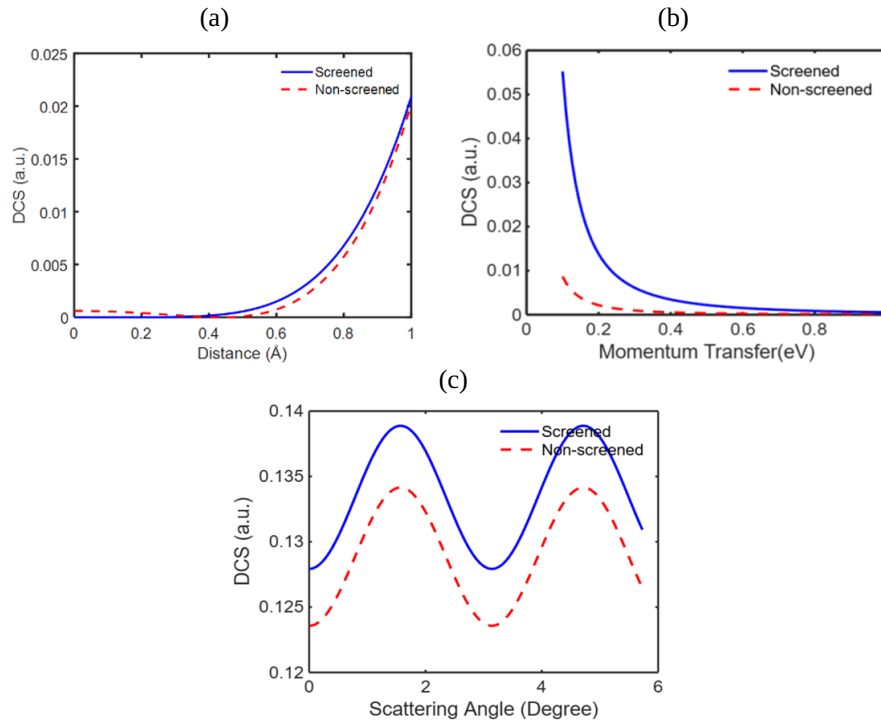 (a)
0.025
0.02
0.015
0.01
0.005
0
DCS (a.u.)
Screened
Non-screened
0
0.2
0.4
0.6
0.8
1
Distance (Å)
(b)
0.06
0.05
0.04
0.03
0.02
0.01
0
DCS (a.u.)
Screened
Non-screened
0
0.2
0.4
0.6
0.8
Momentum Transfer(eV)
(c)
0.14
0.135
0.13
0.125
0.12
DCS (a.u.)
Screened
Non-screened
0
2
4
6
Scattering Angle (Degree)